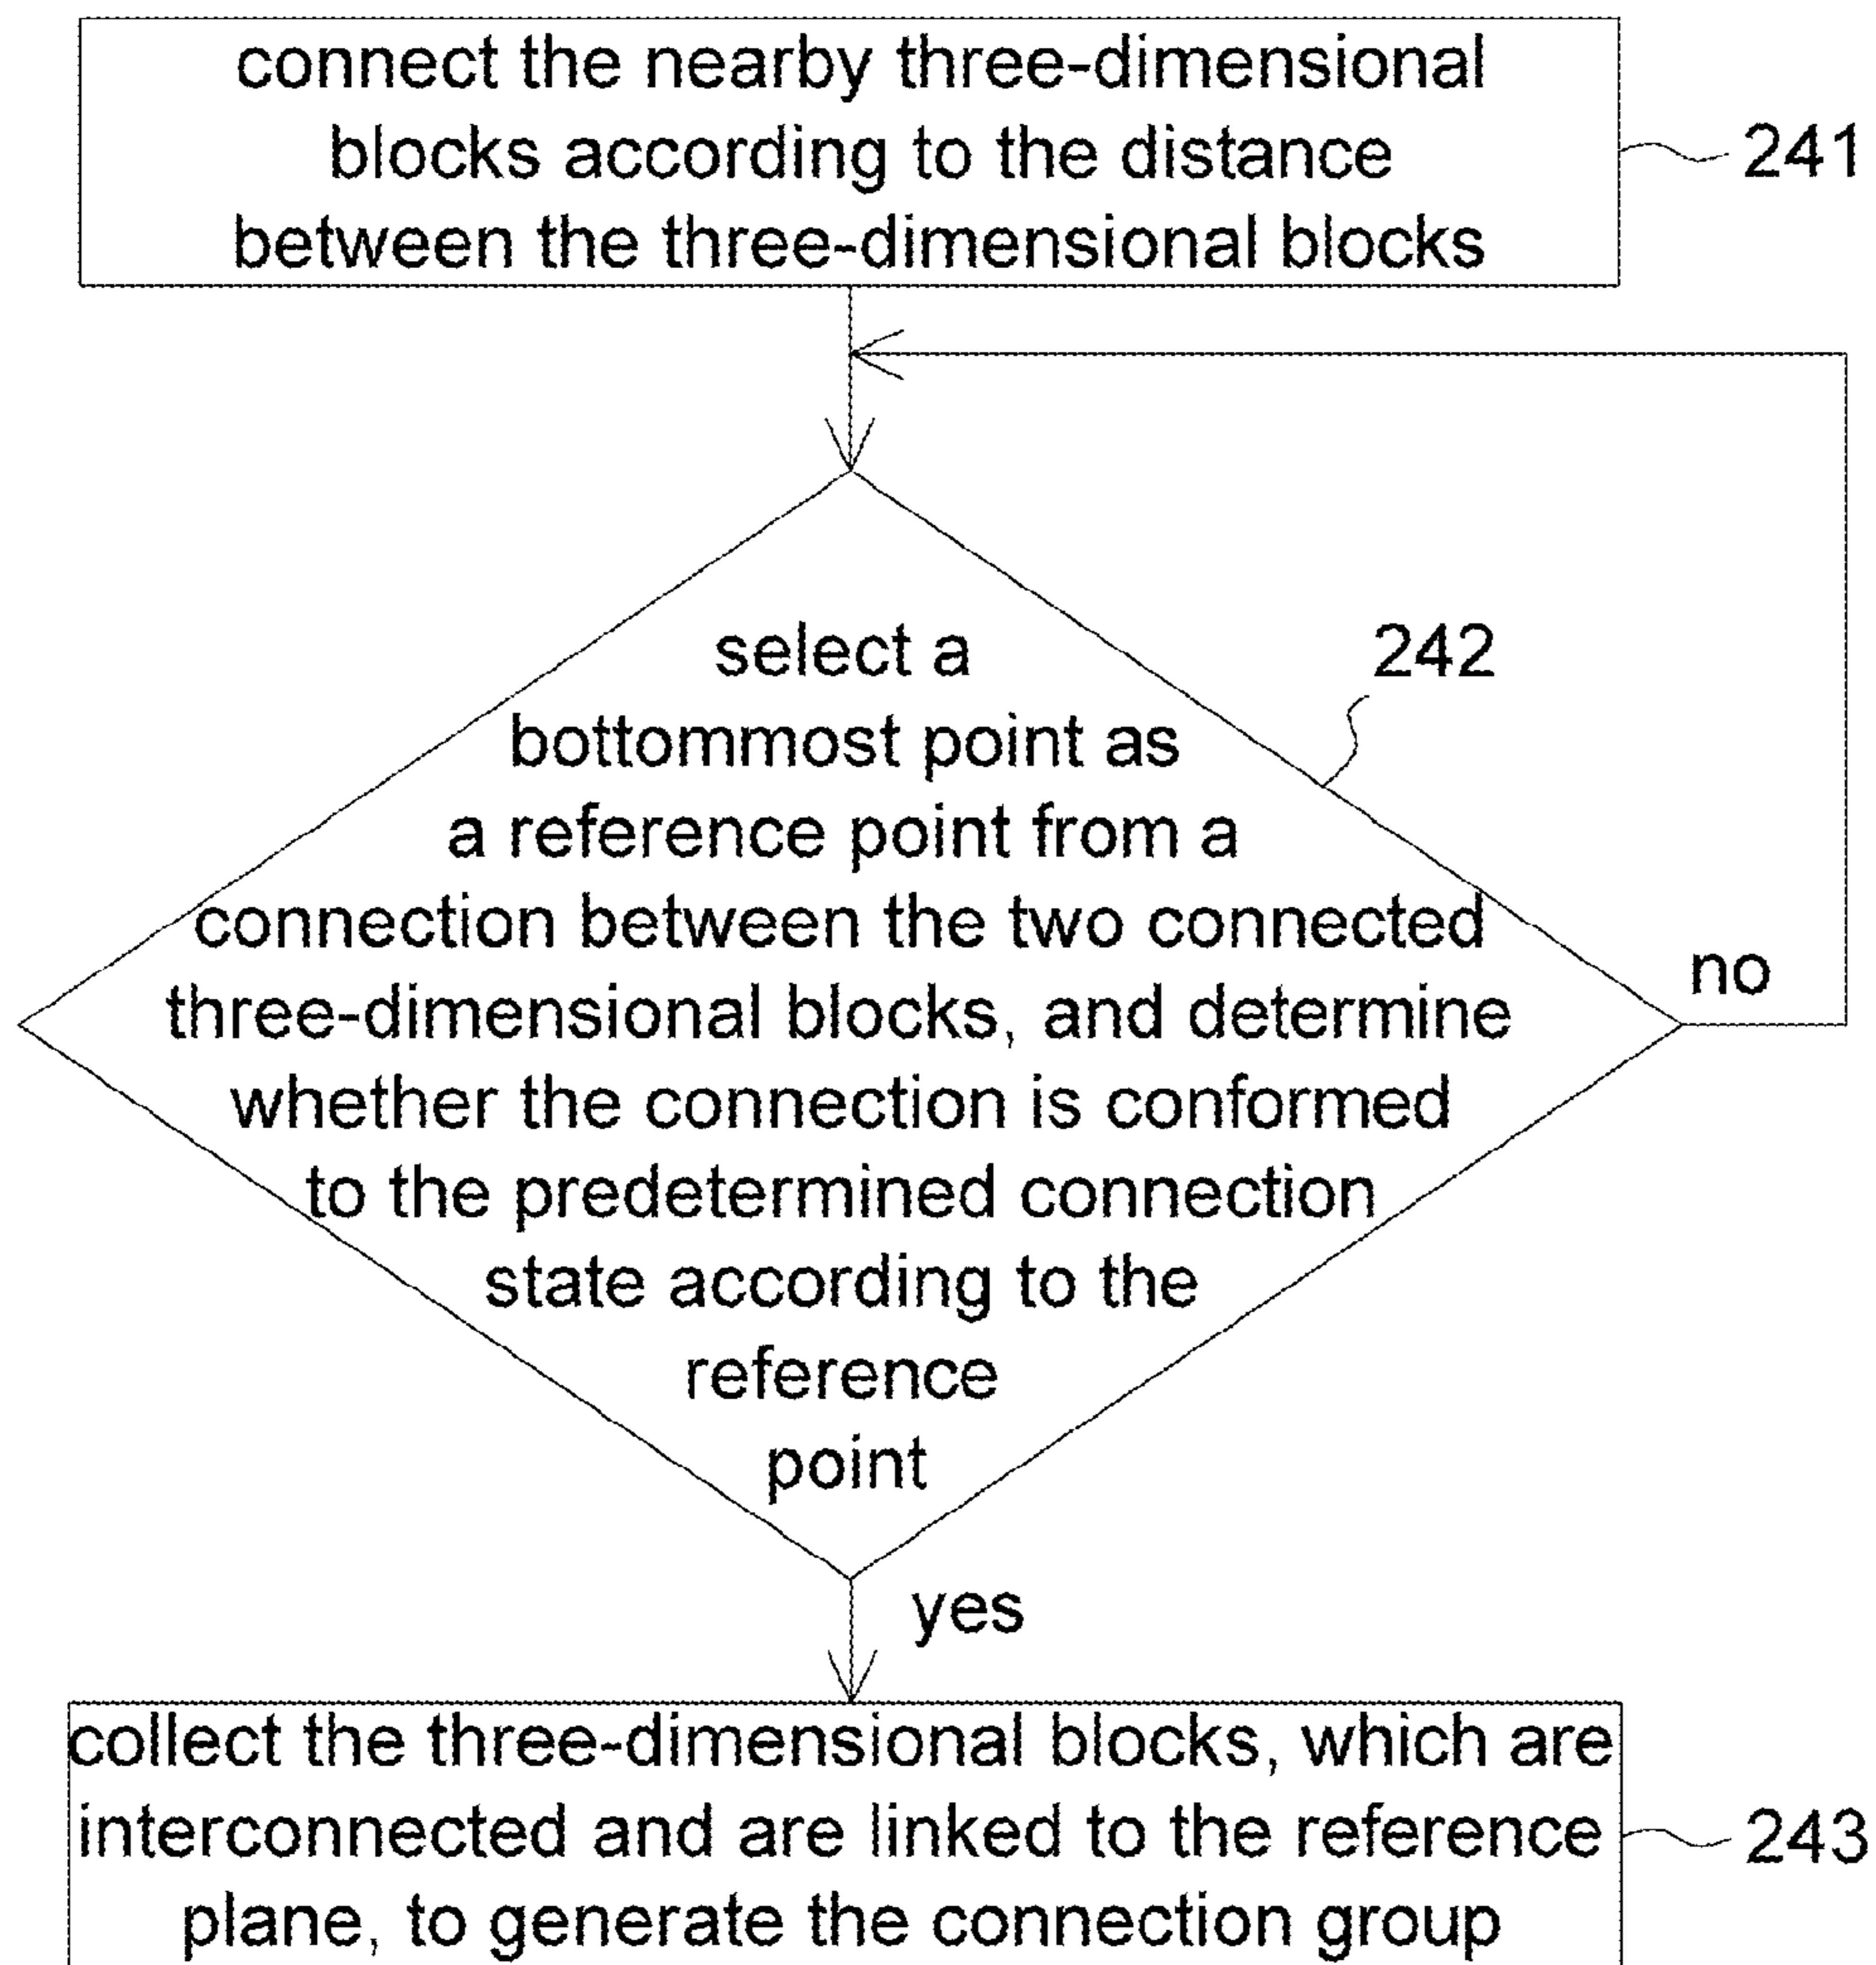 connect the nearby three-dimensional
blocks according to the distance
between the three-dimensional blocks
241
select a
242
bottommost point as
a reference point from a
connection between the two connected
no
three-dimensional blocks, and determine
whether the connection is conformed
to the predetermined connection
state according to the
reference
point
yes
collect the three-dimensional blocks, which are
interconnected and are linked to the reference
plane, to generate the connection group
243